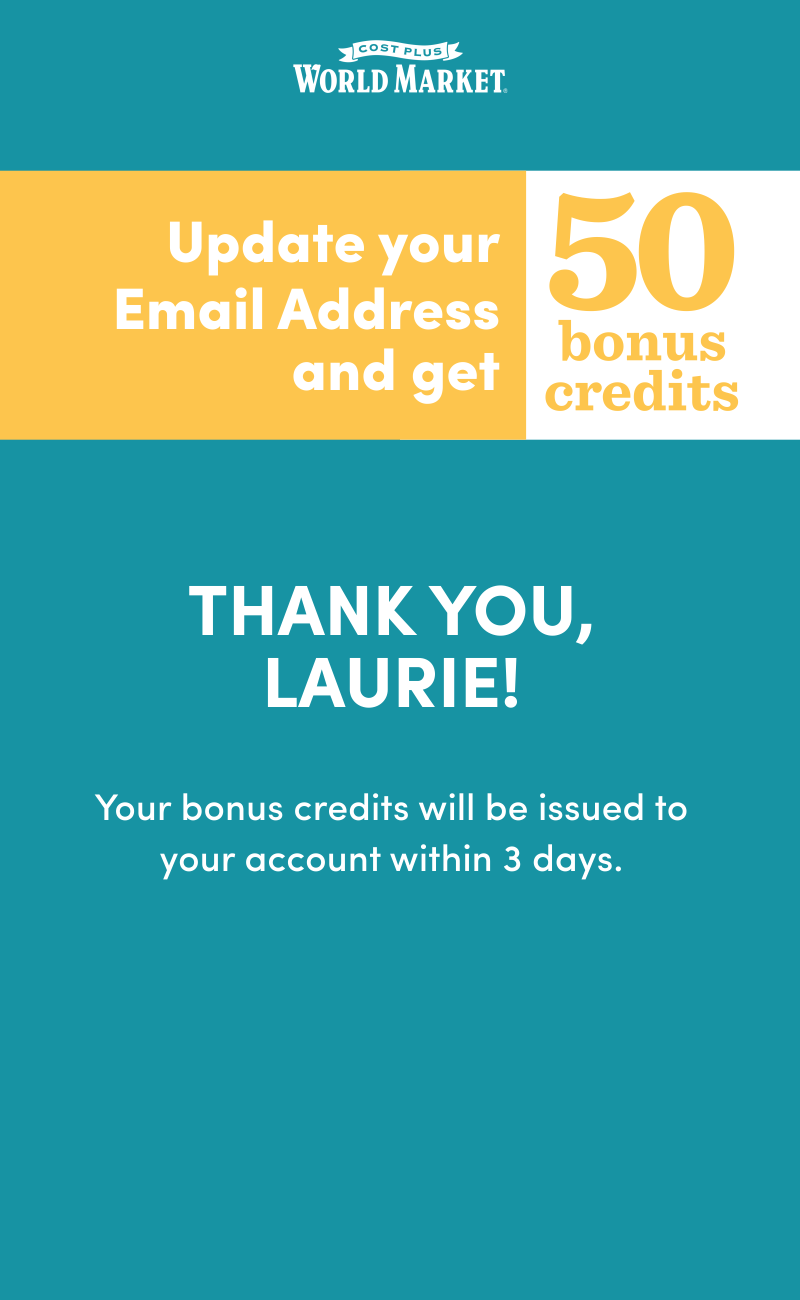 COST PLUS
WORLD MARKET®
Update your
Email Address
and get
50
bonus
credits
THANK YOU,
LAURIE!
Your bonus credits will be issued to
your account within 3 days.